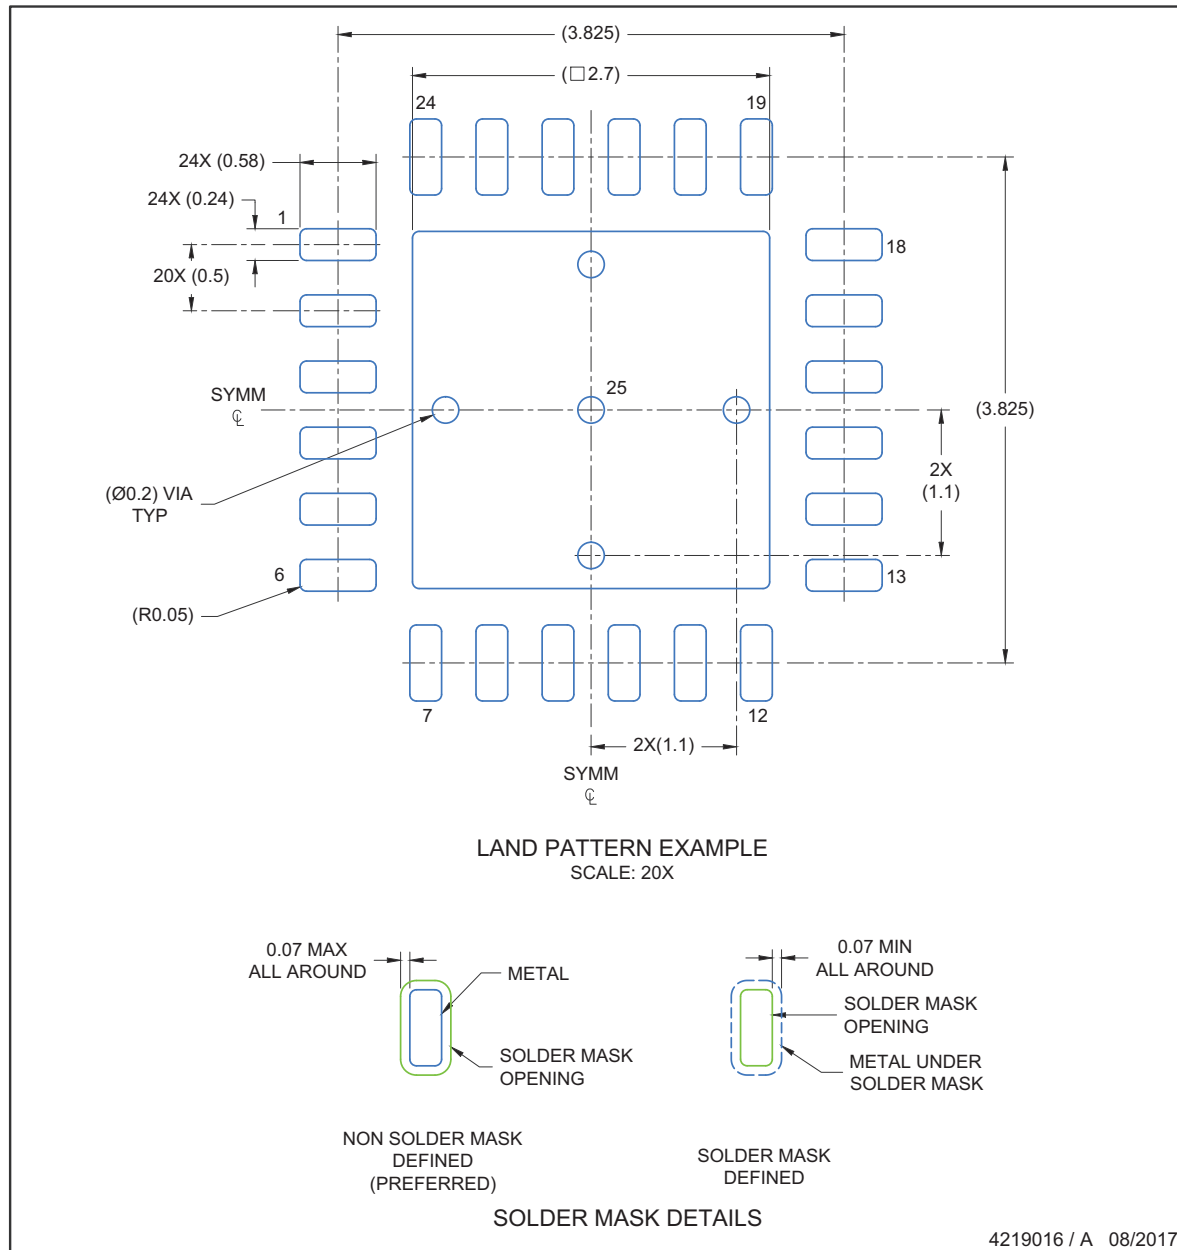 (3.825)
(□2.7)
24
19
24X (0.58)
24X (0.24)
1
18
20X (0.5)
25
SYMM
℄
(3.825)
2X
(1.1)
(Ø0.2) VIA
TYP
6
13
(R0.05)
7
12
2X(1.1)
SYMM
℄
LAND PATTERN EXAMPLE
SCALE: 20X
0.07 MAX
ALL AROUND
METAL
SOLDER MASK
OPENING
NON SOLDER MASK
DEFINED
(PREFERRED)
0.07 MIN
ALL AROUND
SOLDER MASK
OPENING
METAL UNDER
SOLDER MASK
SOLDER MASK
DEFINED
SOLDER MASK DETAILS
4219016 / A 08/2017